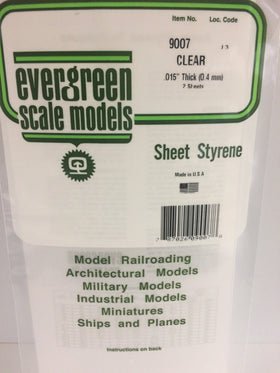 Item No. Loc. Code
9007 13
CLEAR
.015" Thick (0.4 mm)
7 Sheets
evergreen
scale models
Sheet Styrene
Made in U.S.A
Model Railroading
Architectural Models
Military Models
Industrial Models
Miniatures
Ships and Planes
Instructions on back